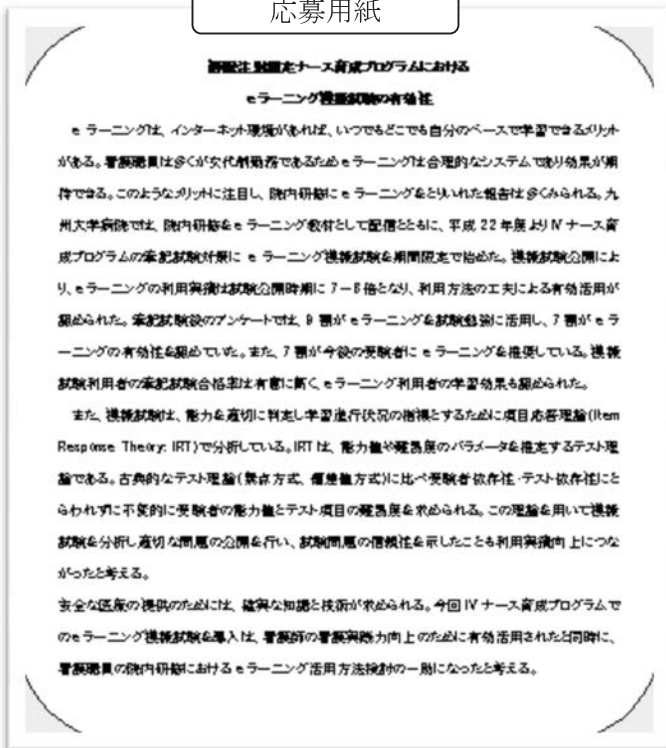 応募用紙
静脈注射認定ナース育成プログラムにおける
eラーニング模擬試験の有効性
e ラーニングは、インターネット環境があれば、いつでもどこでも自分のペースで学習できるメリット
がある。看護職員は多くが交代制勤務であるためeラーニングは合理的なシステムであり効果が期
待できる。このようなメリットに注目し、院内研修にe ラーニングをとりいれた報告は多くみられる。九
州大学病院では、院内研修をe ラーニング教材として配信とともに、平成 22 年度よりⅣ ナース育
成プログラムの筆記試験対策に e ラーニング模擬試験を期間限定で始めた。模擬試験公開によ
り、eラーニングの利用実績は試験公開時期に 7－8 倍となり、利用方法の工夫による有効活用が
認められた。筆記試験後のアンケートでは、9 割がeラーニングを試験勉強に活用し、7 割がe ラ
ーニングの有効性を認めていた。また、7 割が今後の受験者にe ラーニングを推奨している。模擬
試験利用者の筆記試験合格率は有意に高く、eラーニング利用者の学習効果も認められた。
また、模擬試験は、能力を適切に判定し学習進行状況の指標とするために項目応答理論(Item
Response Theory: IRT)で分析している。IRT は、能力値や難易度のパラメータを推定するテスト理
論である。古典的なテスト理論(素点方式、偏差値方式)に比べ受験者依存性・テスト依存性にと
らわれずに不変的に受験者の能力値とテスト項目の難易度を求められる。この理論を用いて模擬
試験を分析し適切な問題の公開を行い、試験問題の信頼性を示したことも利用実績向上につな
がったと考える。
安全な医療の提供のためには、確実な知識と技術が求められる。今回 Ⅳ ナース育成プログラムで
のeラーニング模擬試験を導入は、看護師の看護実践力向上のために有効活用されたと同時に、
看護職員の院内研修におけるeラーニング活用方法検討の一助になったと考える。